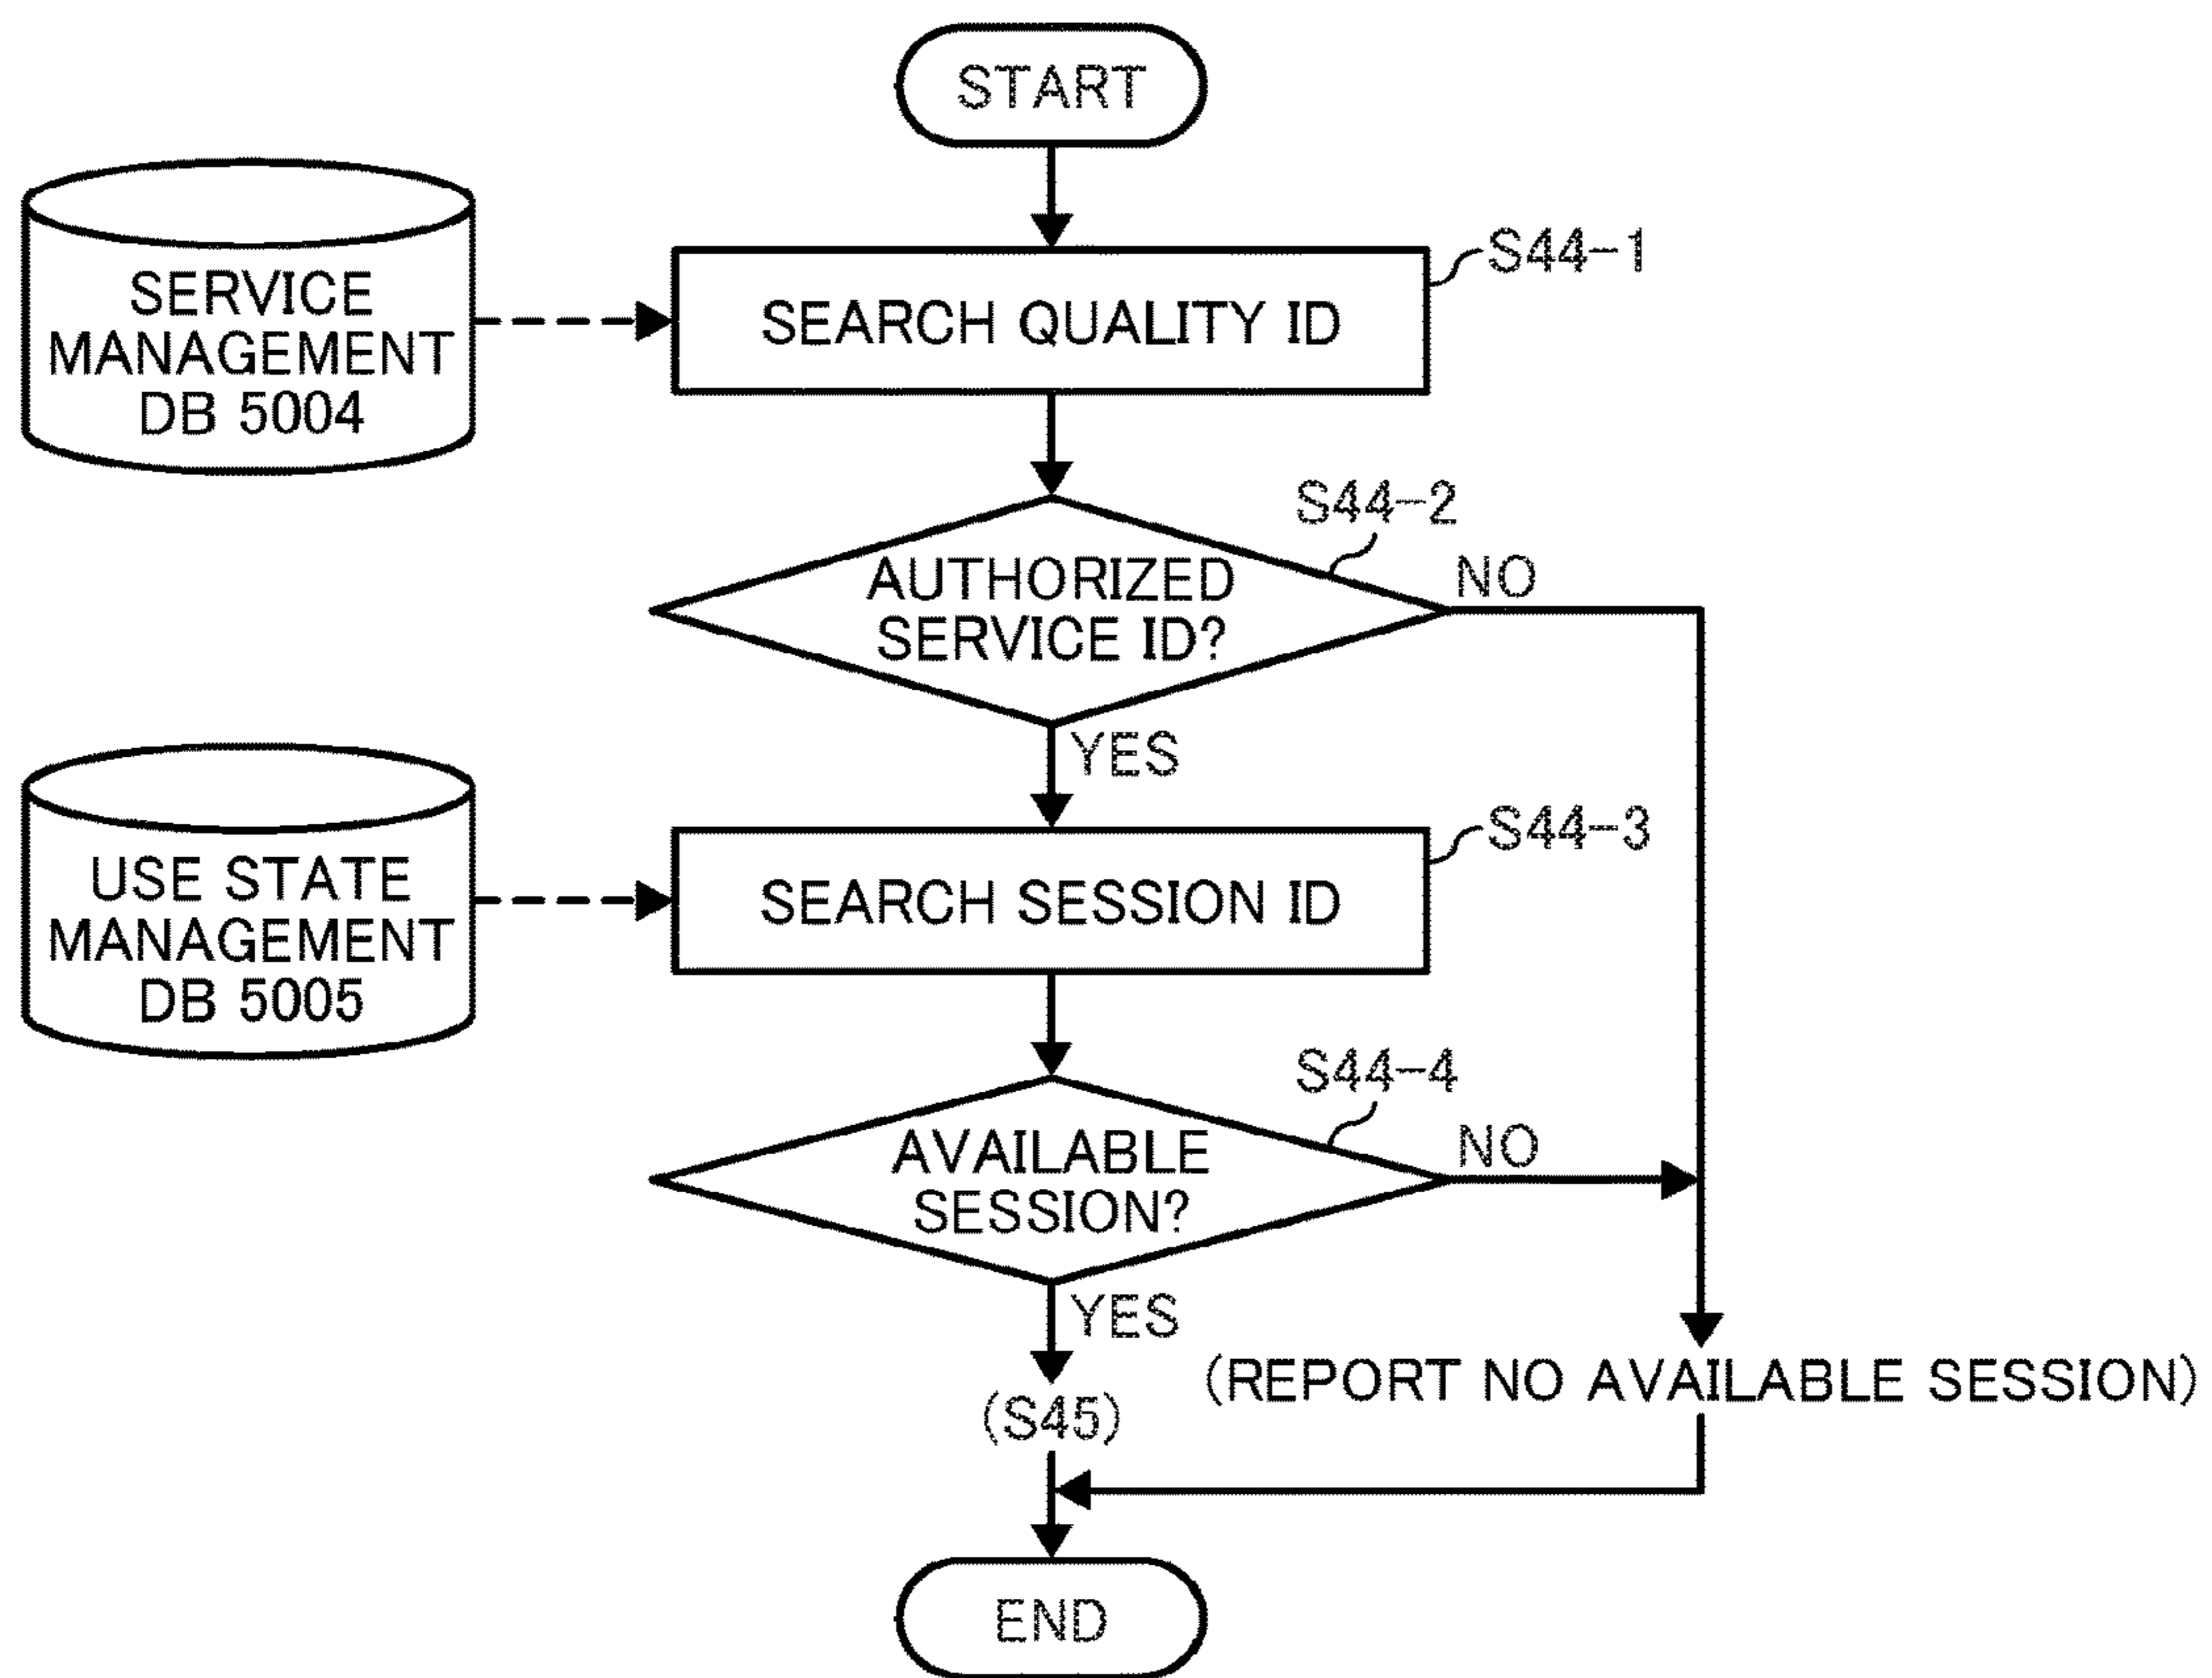 START
S44-1
SERVICE
MANAGEMENT
DB 5004
SEARCH QUALITY ID
S44-2
AUTHORIZED
SERVICE ID?
NO
YES
S44-3
USE STATE
MANAGEMENT
DB 5005
SEARCH SESSION ID
S44-4
AVAILABLE
SESSION?
NO
YES
(REPORT NO AVAILABLE SESSION)
(S45)
END